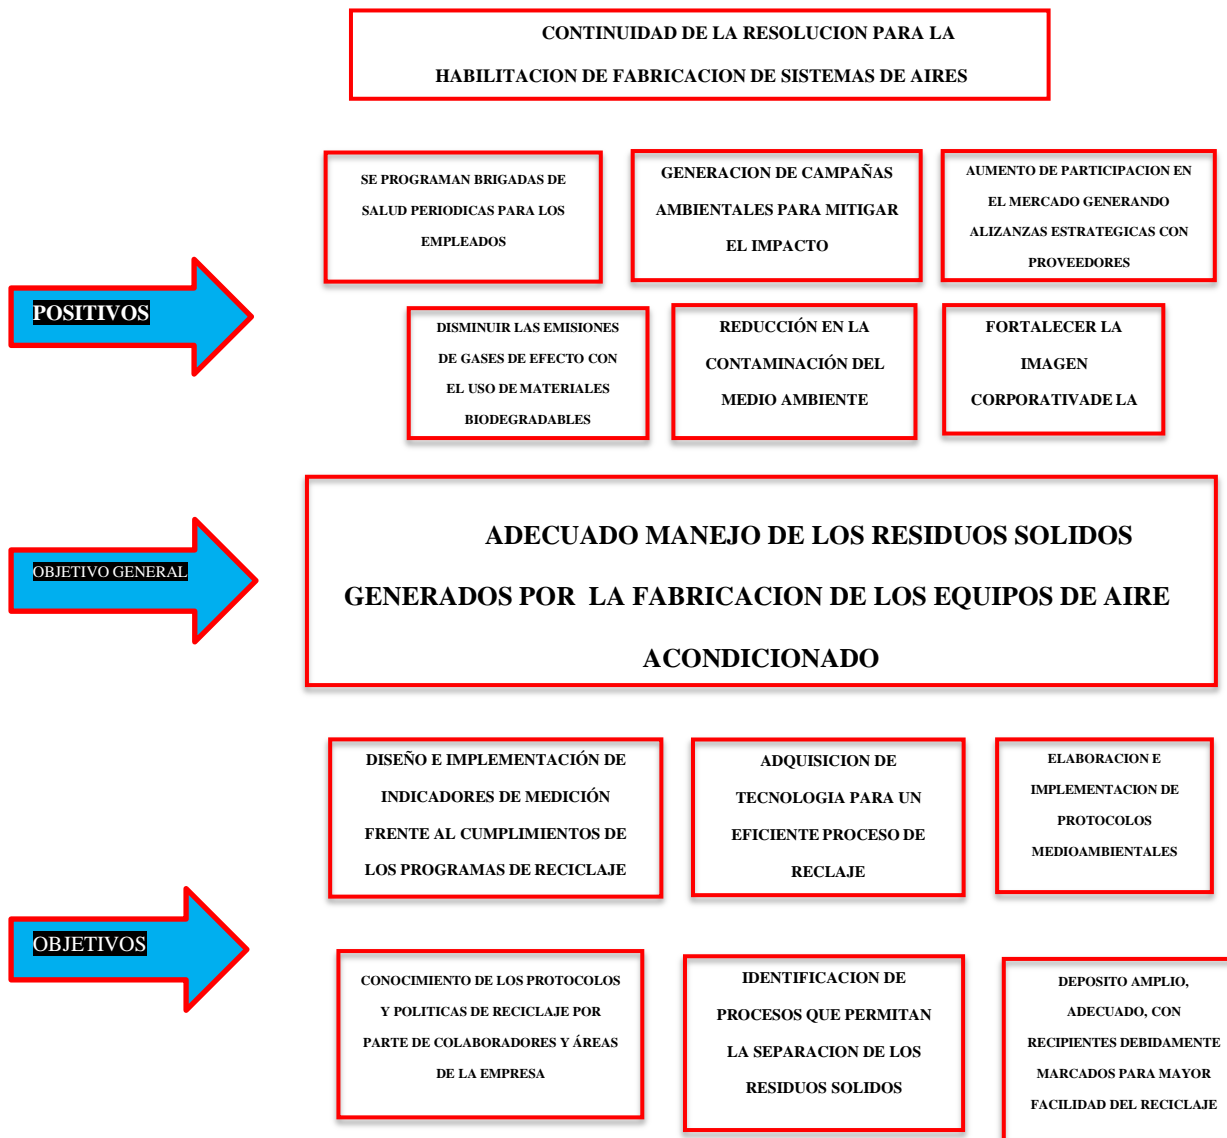 CONTINUIDAD DE LA RESOLUCION PARA LA
HABILITACION DE FABRICACION DE SISTEMAS DE AIRES
SE PROGRAMAN BRIGADAS DE
SALUD PERIODICAS PARA LOS
EMPLEADOS
GENERACION DE CAMPAÑAS
AMBIENTALES PARA MITIGAR
EL IMPACTO
AUMENTO DE PARTICIPACION EN
EL MERCADO GENERANDO
ALIZANZAS ESTRATEGICAS CON
PROVEEDORES
POSITIVOS
DISMINUIR LAS EMISIONES
DE GASES DE EFECTO CON
EL USO DE MATERIALES
BIODEGRADABLES
REDUCCIÓN EN LA
CONTAMINACIÓN DEL
MEDIO AMBIENTE
FORTALECER LA
IMAGEN
CORPORATIVADE LA
OBJETIVO GENERAL
ADECUADO MANEJO DE LOS RESIDUOS SOLIDOS
GENERADOS POR LA FABRICACION DE LOS EQUIPOS DE AIRE
ACONDICIONADO
DISEÑO E IMPLEMENTACIÓN DE
INDICADORES DE MEDICIÓN
FRENTE AL CUMPLIMIENTOS DE
LOS PROGRAMAS DE RECICLAJE
ADQUISICION DE
TECNOLOGIA PARA UN
EFICIENTE PROCESO DE
RECLAJE
ELABORACION E
IMPLEMENTACION DE
PROTOCOLOS
MEDIOAMBIENTALES
OBJETIVOS
CONOCIMIENTO DE LOS PROTOCOLOS
Y POLITICAS DE RECICLAJE POR
PARTE DE COLABORADORES Y ÁREAS
DE LA EMPRESA
IDENTIFICACION DE
PROCESOS QUE PERMITAN
LA SEPARACION DE LOS
RESIDUOS SOLIDOS
DEPOSITO AMPLIO,
ADECUADO, CON
RECIPIENTES DEBIDAMENTE
MARCADOS PARA MAYOR
FACILIDAD DEL RECICLAJE